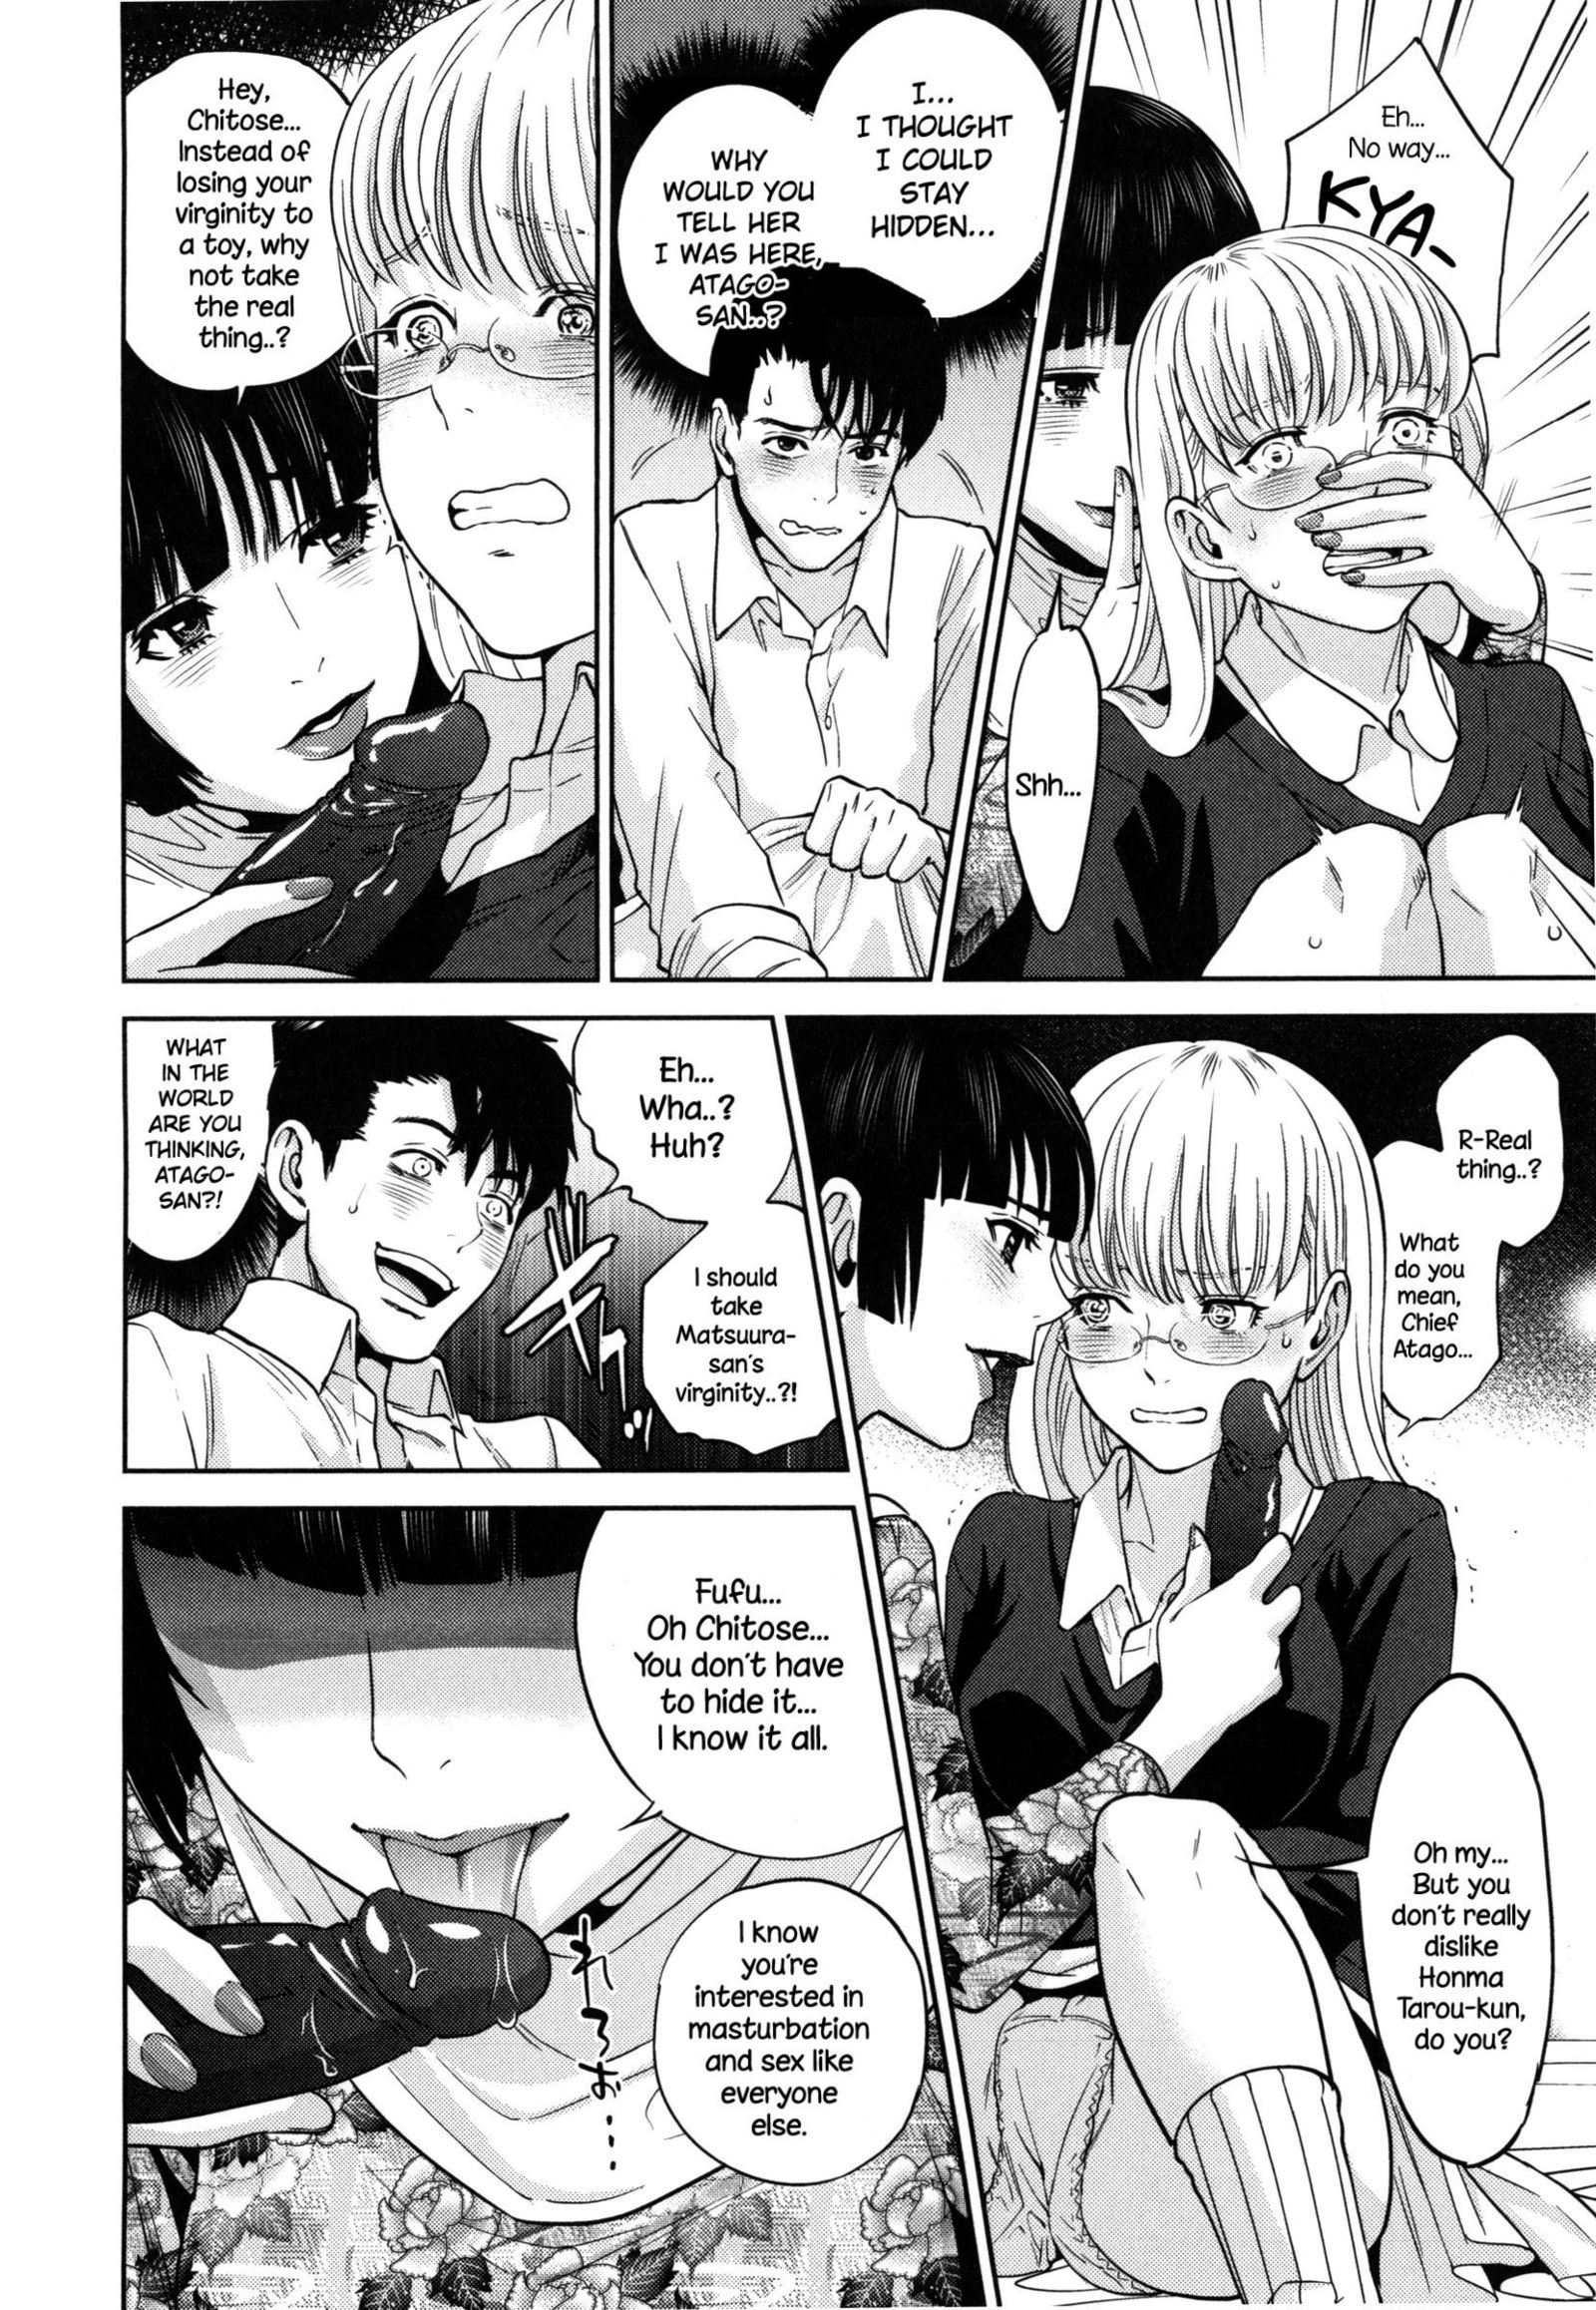 Eh...
No way...
KYA-
Shh...
I...
I THOUGHT
I COULD
STAY
HIDDEN...
WHY
WOULD YOU
TELL HER
I WAS HERE,
ATAGO-
SAN..?
Hey,
Chitose...
Instead of
losing your
virginity to
a toy, why
not take
the real
thing..?
R-Real
thing..?
What
do you
mean,
Chief
Atago...
Oh my...
But you
don't really
dislike
Honma
Tarou-kun,
do you?
Eh...
Wha..?
Huh?
I should
take
Matsuura-
san's
virginity..?!
WHAT
IN THE
WORLD
ARE YOU
THINKING,
ATAGO-
SAN?!
Fufu...
Oh Chitose...
You don't have
to hide it...
I know it all.
I know
you're
interested in
masturbation
and sex like
everyone
else.